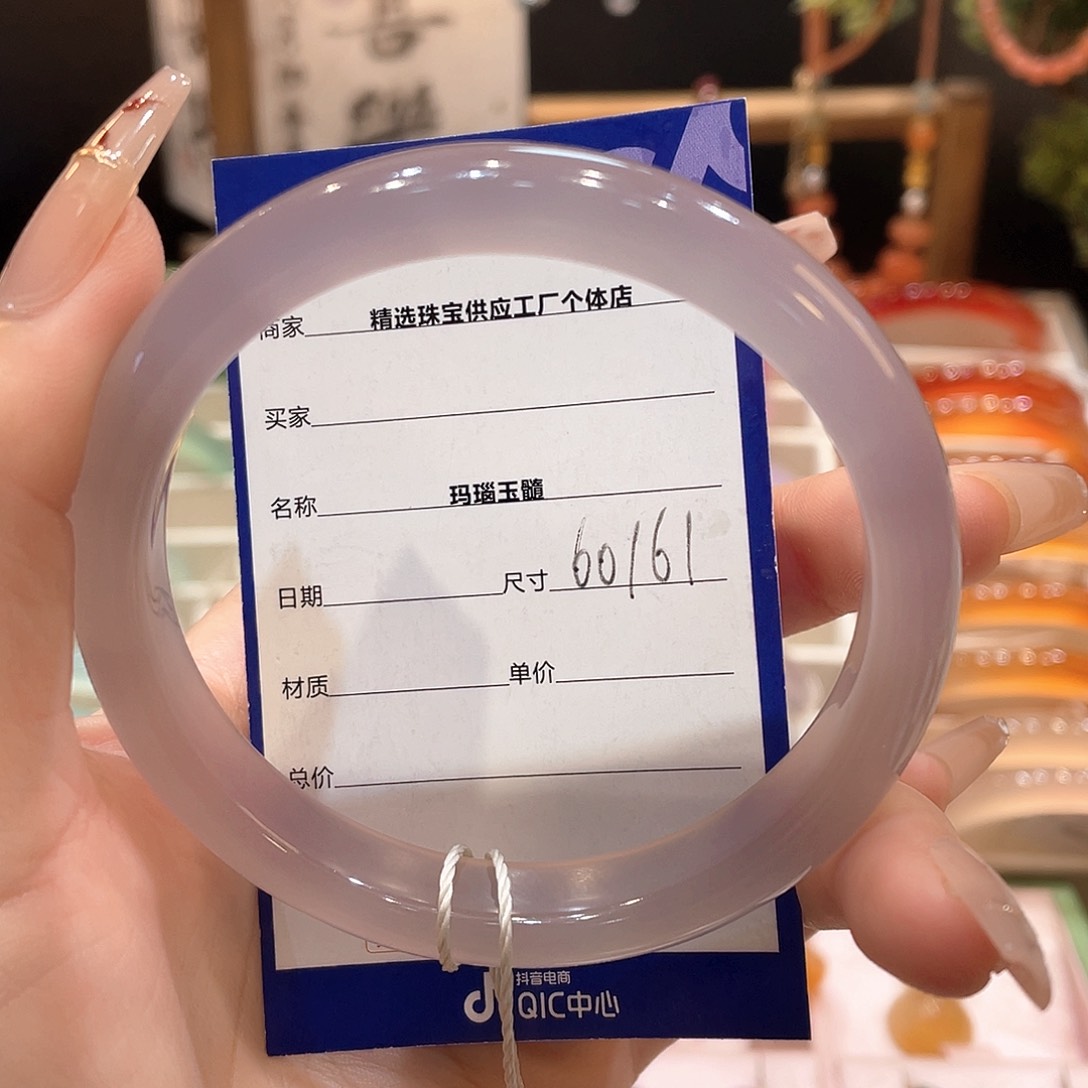 喜
商家 精选珠宝供应工厂个体店
买家
名称 玛瑙玉髓
日期 尺寸 60/61
材质 单价
总价
抖音电商
QIC中心